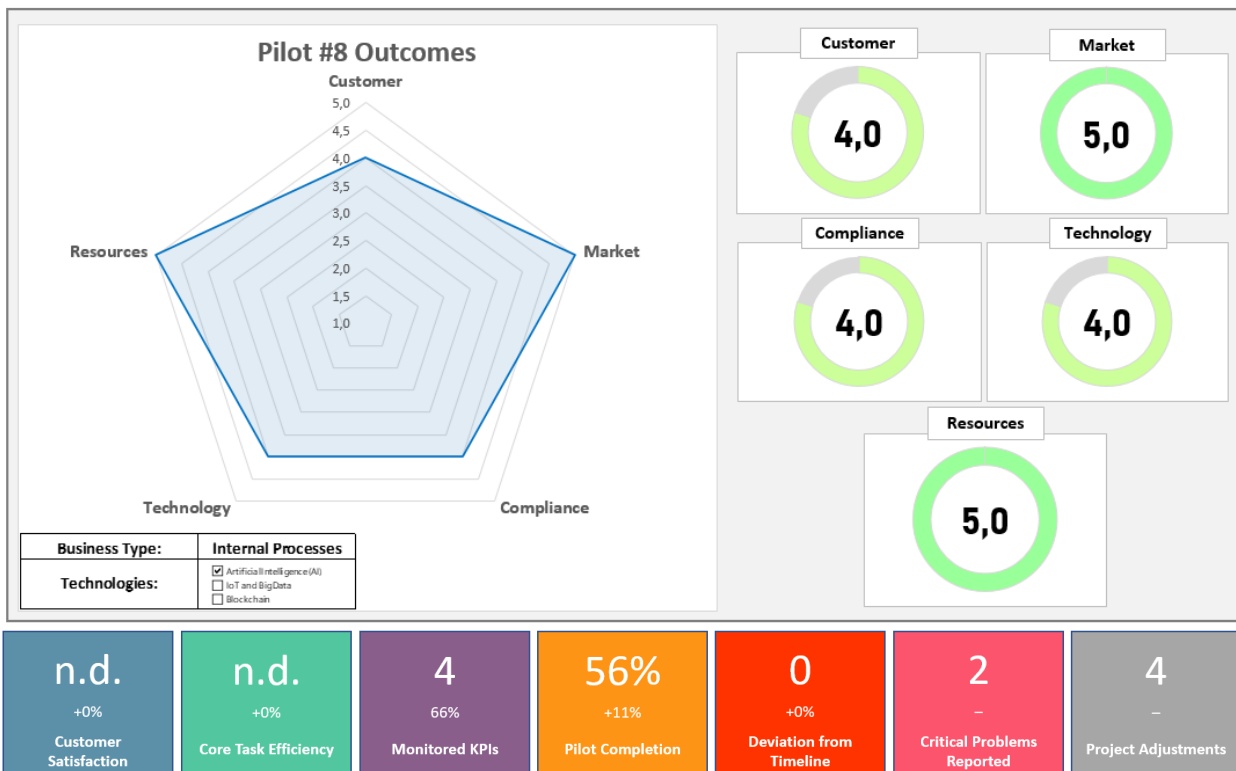 Pilot #8 Outcomes
Customer
5,0
4,5
4,0
3,5
3,0
2,5
2,0
1,5
1,0
Resources
Market
Technology
Compliance
Business Type:
Internal Processes
Technologies:
Artificial Intelligence (AI)
IoT and BigData
Blockchain
Customer
4,0
Market
5,0
Compliance
4,0
Technology
4,0
Resources
5,0
n.d.
+0%
Customer
Satisfaction
n.d.
+0%
Core Task Efficiency
4
66%
Monitored KPIs
56%
+11%
Pilot Completion
0
+0%
Deviation from
Timeline
2
–
Critical Problems
Reported
4
–
Project Adjustments